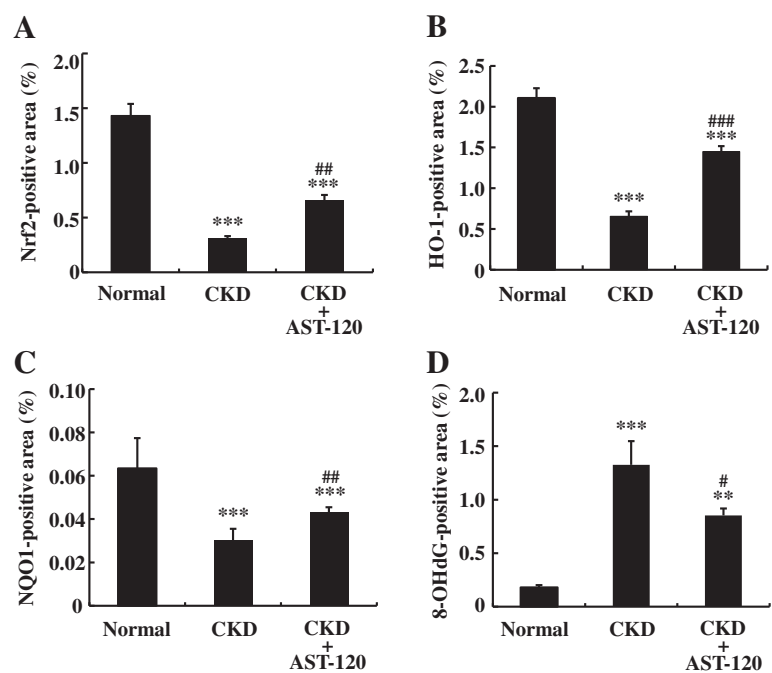 A
Nrf2-positive area (%)
2.0
1.5
1.0
0.5
0
***
##
***
Normal
CKD
CKD
+
AST-120
B
HO-1-positive area (%)
2.5
2.0
1.5
1.0
0.5
0
***
###
***
Normal
CKD
CKD
+
AST-120
C
NQO1-positive area (%)
0.10
0.08
0.06
0.04
0.02
0
***
##
***
Normal
CKD
CKD
+
AST-120
D
8-OHdG-positive area (%)
2.0
1.5
1.0
0.5
0
***
#
**
Normal
CKD
CKD
+
AST-120